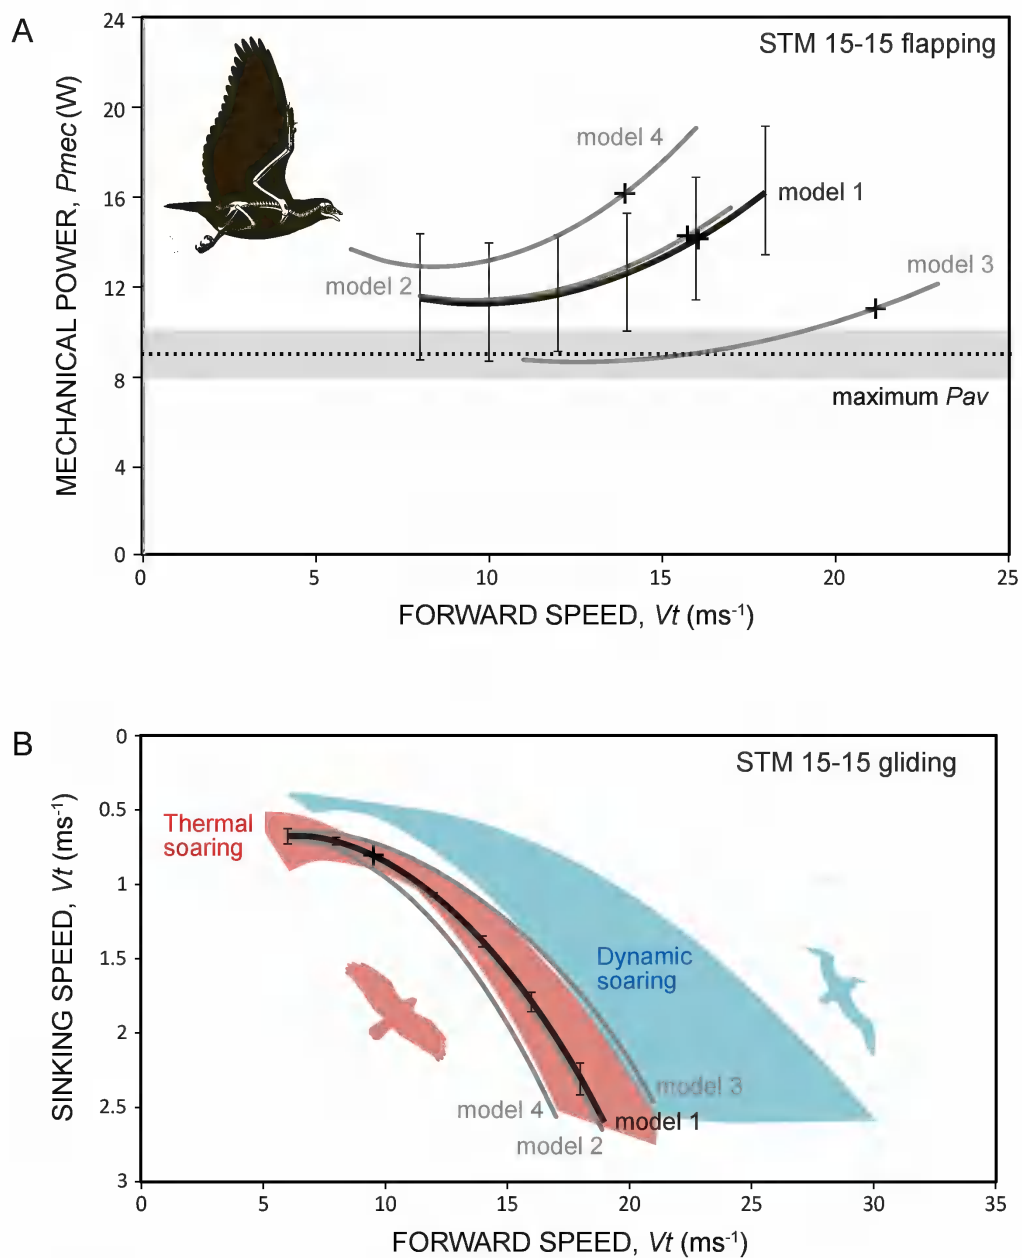 A
STM 15-15 flapping
MECHANICAL POWER, Pmec (W)
24
20
16
12
8
4
0
model 4
model 1
model 2
model 3
maximum Pav
0
5
10
15
20
25
FORWARD SPEED, Vt (ms⁻¹)
B
STM 15-15 gliding
SINKING SPEED, Vt (ms⁻¹)
0
0.5
1
1.5
2
2.5
3
Thermal
soaring
Dynamic
soaring
model 3
model 4
model 1
model 2
0
5
10
15
20
25
30
35
FORWARD SPEED, Vt (ms⁻¹)